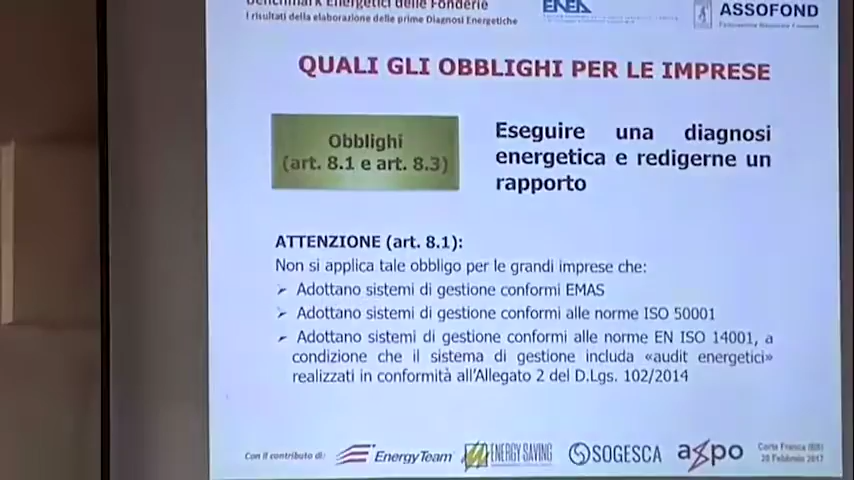 Benchmark Energetici delle Fonderie
I risultati della elaborazione delle prime Diagnosi Energetiche
ENEA
ASSOFOND
QUALI GLI OBBLIGHI PER LE IMPRESE
Obblighi
(art. 8.1 e art. 8.3)
Eseguire una diagnosi
energetica e redigerne un
rapporto
ATTENZIONE (art. 8.1):
Non si applica tale obbligo per le grandi imprese che:
➢ Adottano sistemi di gestione conformi EMAS
➢ Adottano sistemi di gestione conformi alle norme ISO 50001
➢ Adottano sistemi di gestione conformi alle norme EN ISO 14001, a
condizione che il sistema di gestione includa «audit energetici»
realizzati in conformità all'Allegato 2 del D.Lgs. 102/2014
Con il contributo di:
EnergyTeam
ENERGY SAVING
SOGESCA
axpo
Corte Franca (BS)
20 Febbraio 2017